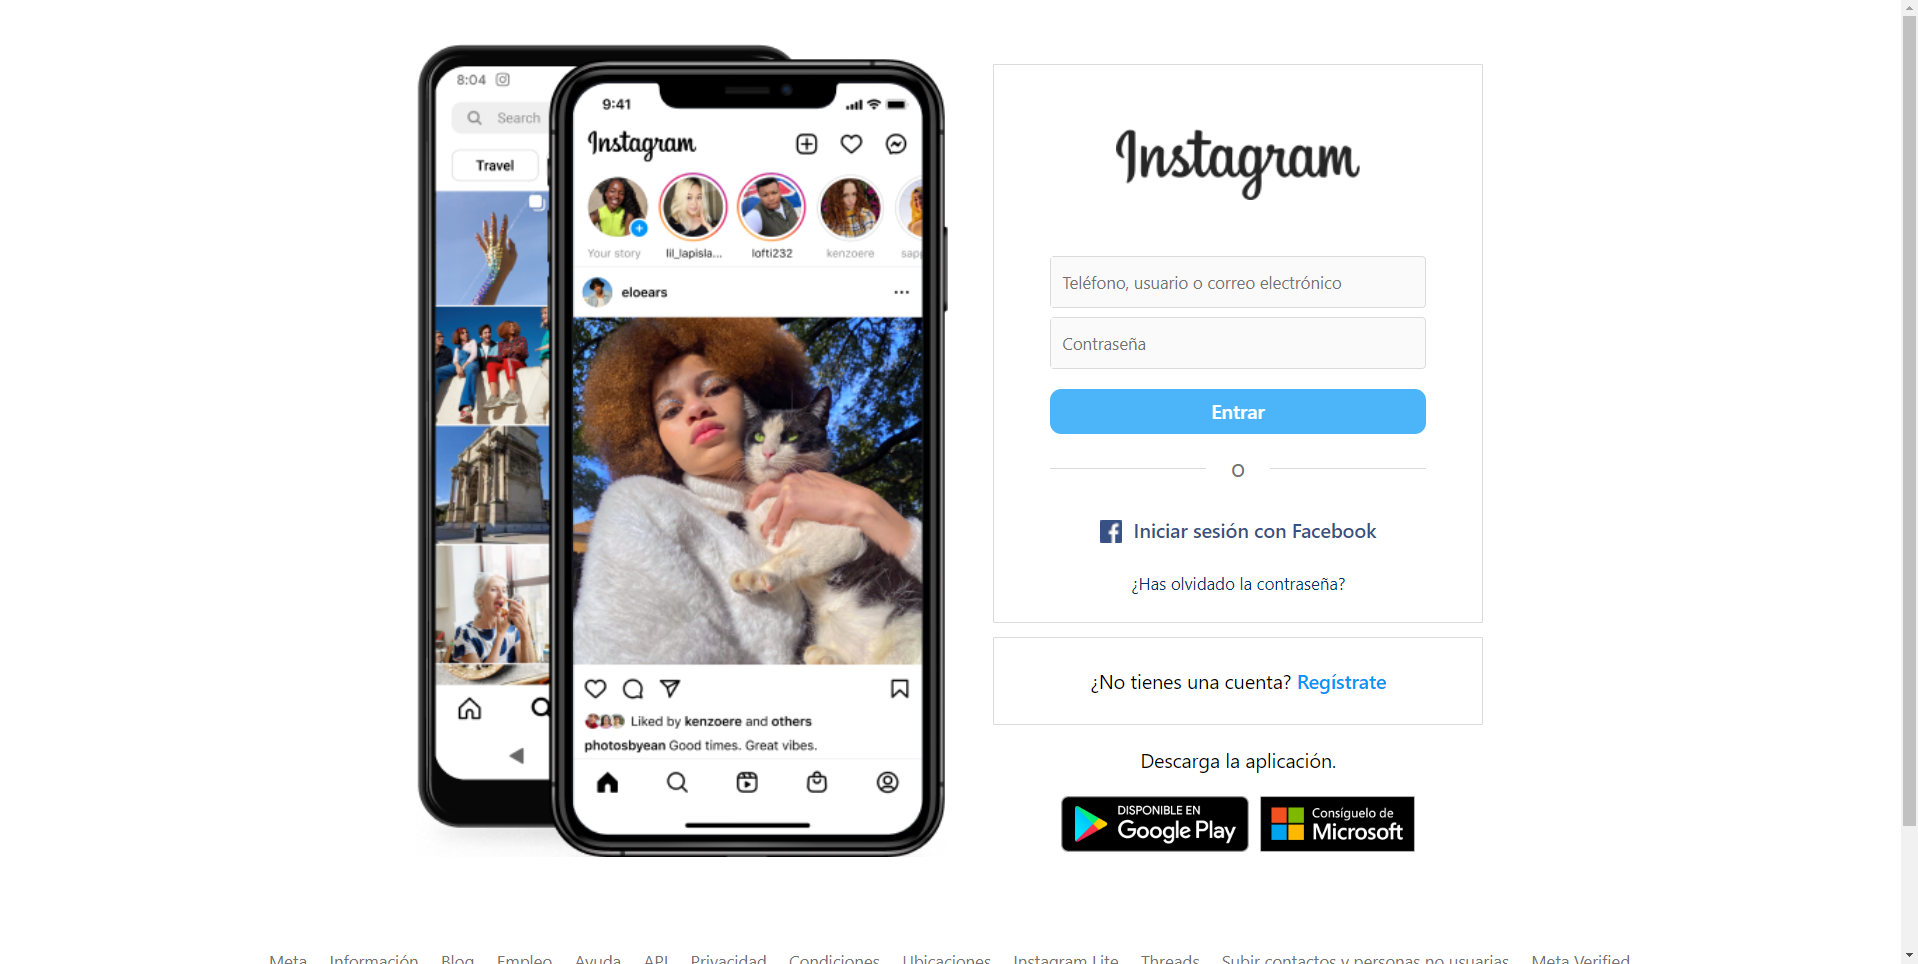 8:04
Search
Travel
9:41
Instagram
Your story
lil_lapisla...
lofti232
kenzoere
sapp
eloears
Liked by kenzoere and others
photosbyean Good times. Great vibes.
Instagram
Teléfono, usuario o correo electrónico
Contraseña
Entrar
O
Iniciar sesión con Facebook
¿Has olvidado la contraseña?
¿No tienes una cuenta? Regístrate
Descarga la aplicación.
DISPONIBLE EN
Google Play
Consíguelo de
Microsoft
Meta Información Blog Empleo Ayuda API Privacidad Condiciones Ubicaciones Instagram Lite Threads Subir contactos y personas no usuarias Meta Verified